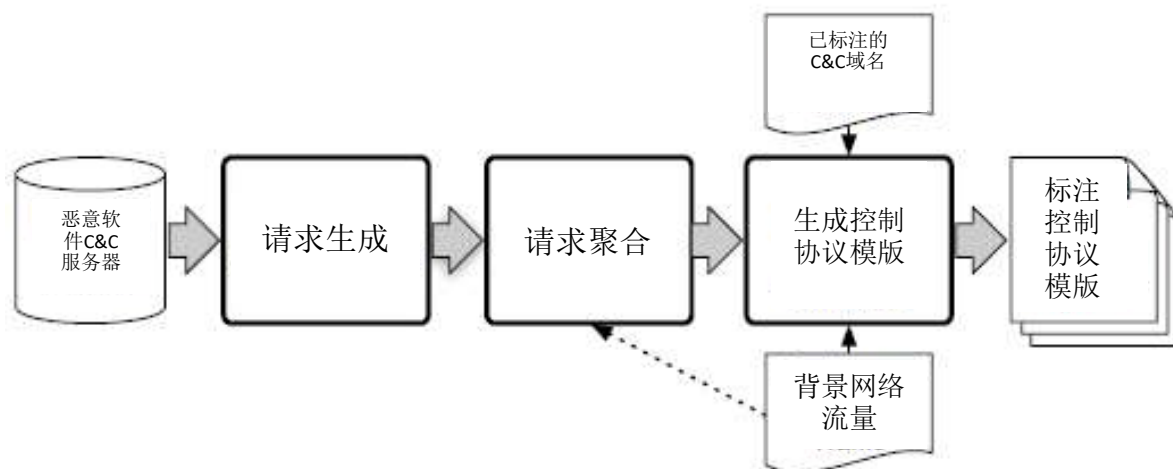 已标注的
C&C域名
恶意软
件C&C
服务器
请求生成
请求聚合
生成控制
协议模版
标注
控制
协议
模版
背景网络
流量